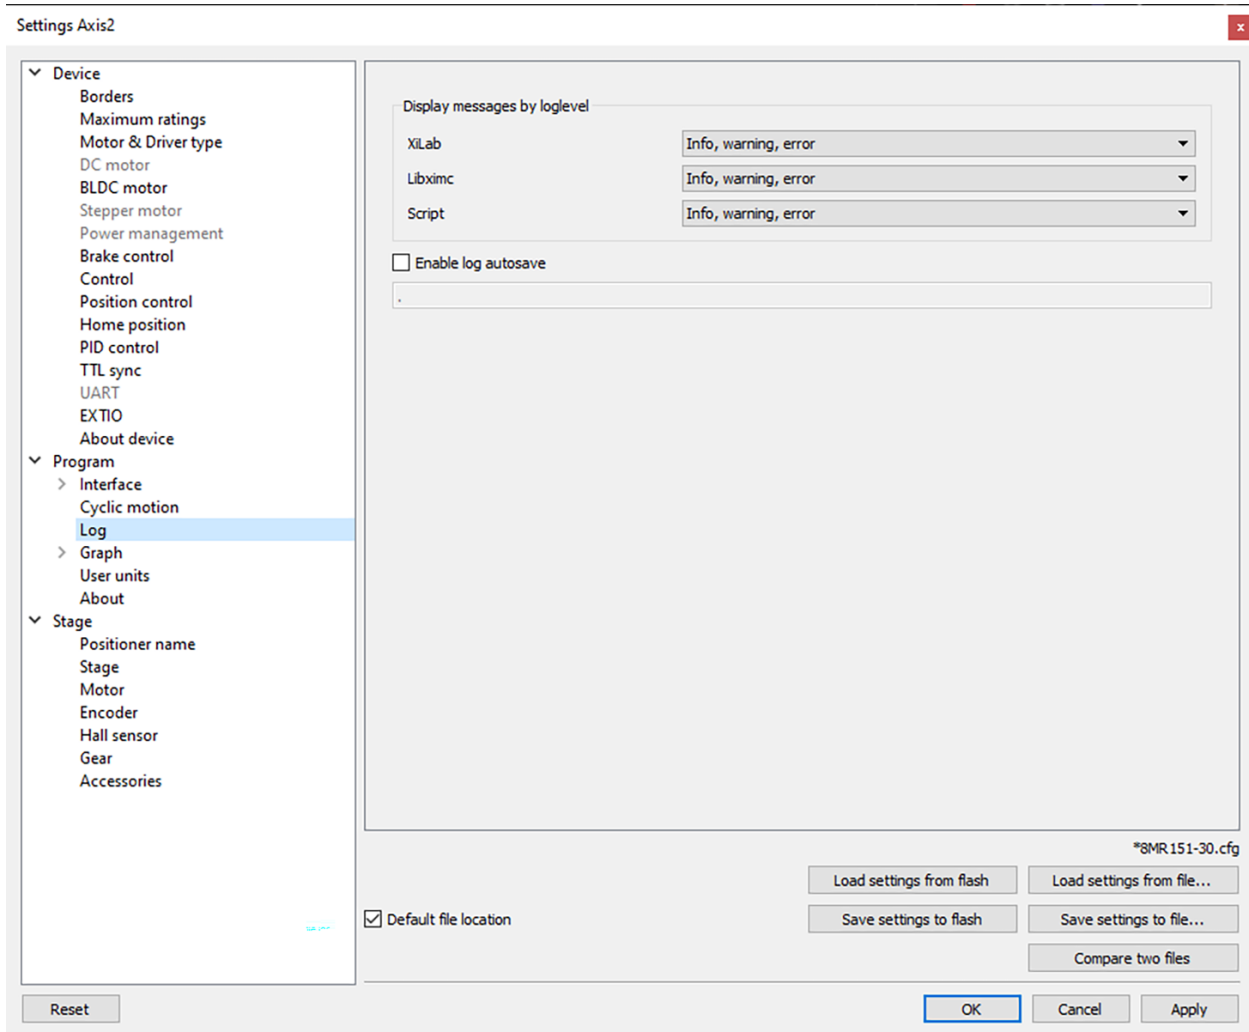 Settings Axis2
x
Device
Borders
Maximum ratings
Motor & Driver type
DC motor
BLDC motor
Stepper motor
Power management
Brake control
Control
Position control
Home position
PID control
TTL sync
UART
EXTIO
About device
Program
Interface
Cyclic motion
Log
Graph
User units
About
Stage
Positioner name
Stage
Motor
Encoder
Hall sensor
Gear
Accessories
Display messages by loglevel
XiLab Info, warning, error
Libximc Info, warning, error
Script Info, warning, error
Enable log autosave
.
*8MR151-30.cfg
Load settings from flash Load settings from file...
Default file location Save settings to flash Save settings to file...
Compare two files
Reset OK Cancel Apply